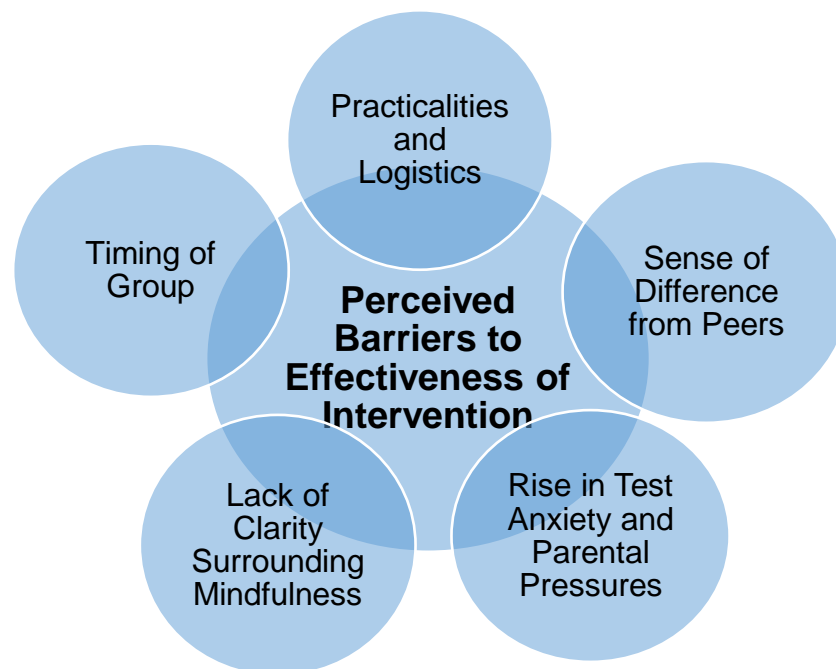 Practicalities
and
Logistics
Timing of
Group
Sense of
Difference
from Peers
Perceived
Barriers to
Effectiveness of
Intervention
Lack of
Clarity
Surrounding
Mindfulness
Rise in Test
Anxiety and
Parental
Pressures